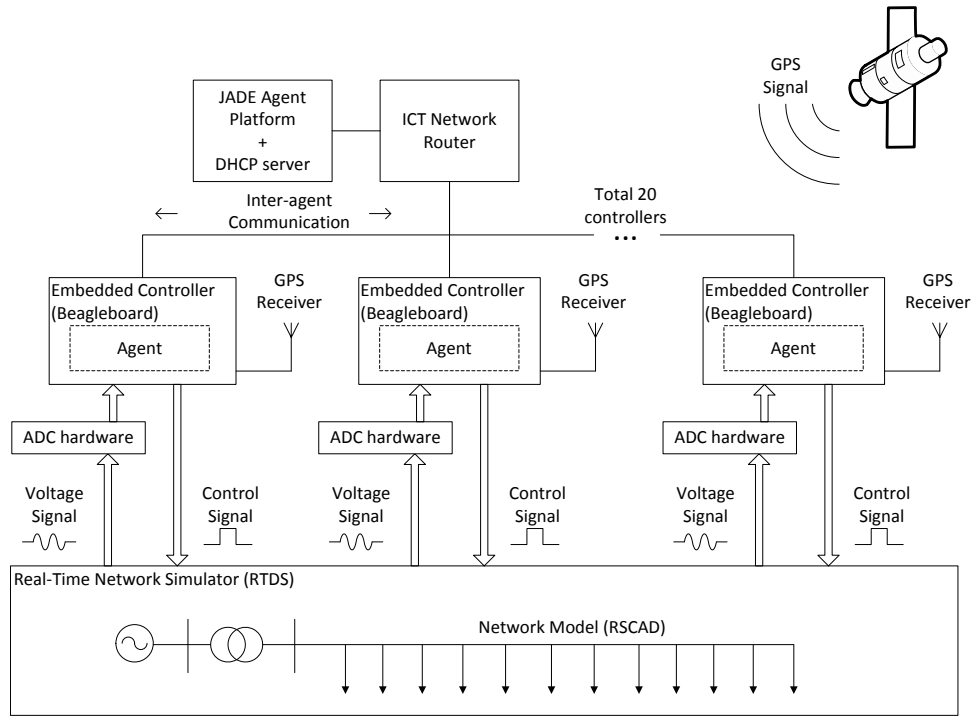 GPS
Signal
JADE Agent
Platform
+
DHCP server
ICT Network
Router
Inter-agent
Communication
Total 20
controllers
...
Embedded Controller
(Beagleboard)
Agent
GPS
Receiver
Embedded Controller
(Beagleboard)
Agent
GPS
Receiver
Embedded Controller
(Beagleboard)
Agent
GPS
Receiver
ADC hardware
ADC hardware
ADC hardware
Voltage
Signal
Control
Signal
Voltage
Signal
Control
Signal
Voltage
Signal
Control
Signal
Real-Time Network Simulator (RTDS)
Network Model (RSCAD)